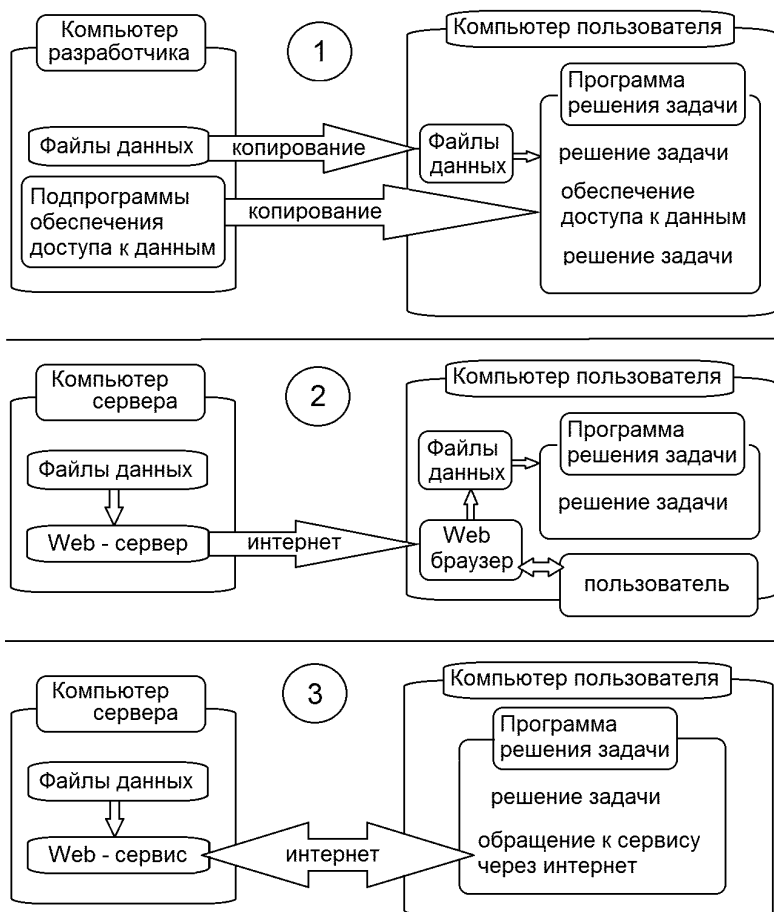 Компьютер
разработчика
1
Компьютер пользователя
Программа
решения задачи
Файлы данных
копирование
Файлы
данных
решение задачи
Подпрограммы
обеспечения
доступа к данным
копирование
обеспечение
доступа к данным
решение задачи
Компьютер
сервера
2
Компьютер пользователя
Программа
решения задачи
Файлы данных
Файлы
данных
решение задачи
Web - сервер
интернет
Web
браузер
пользователь
Компьютер
сервера
3
Компьютер пользователя
Программа
решения задачи
Файлы данных
решение задачи
Web - сервис
интернет
обращение к сервису
через интернет